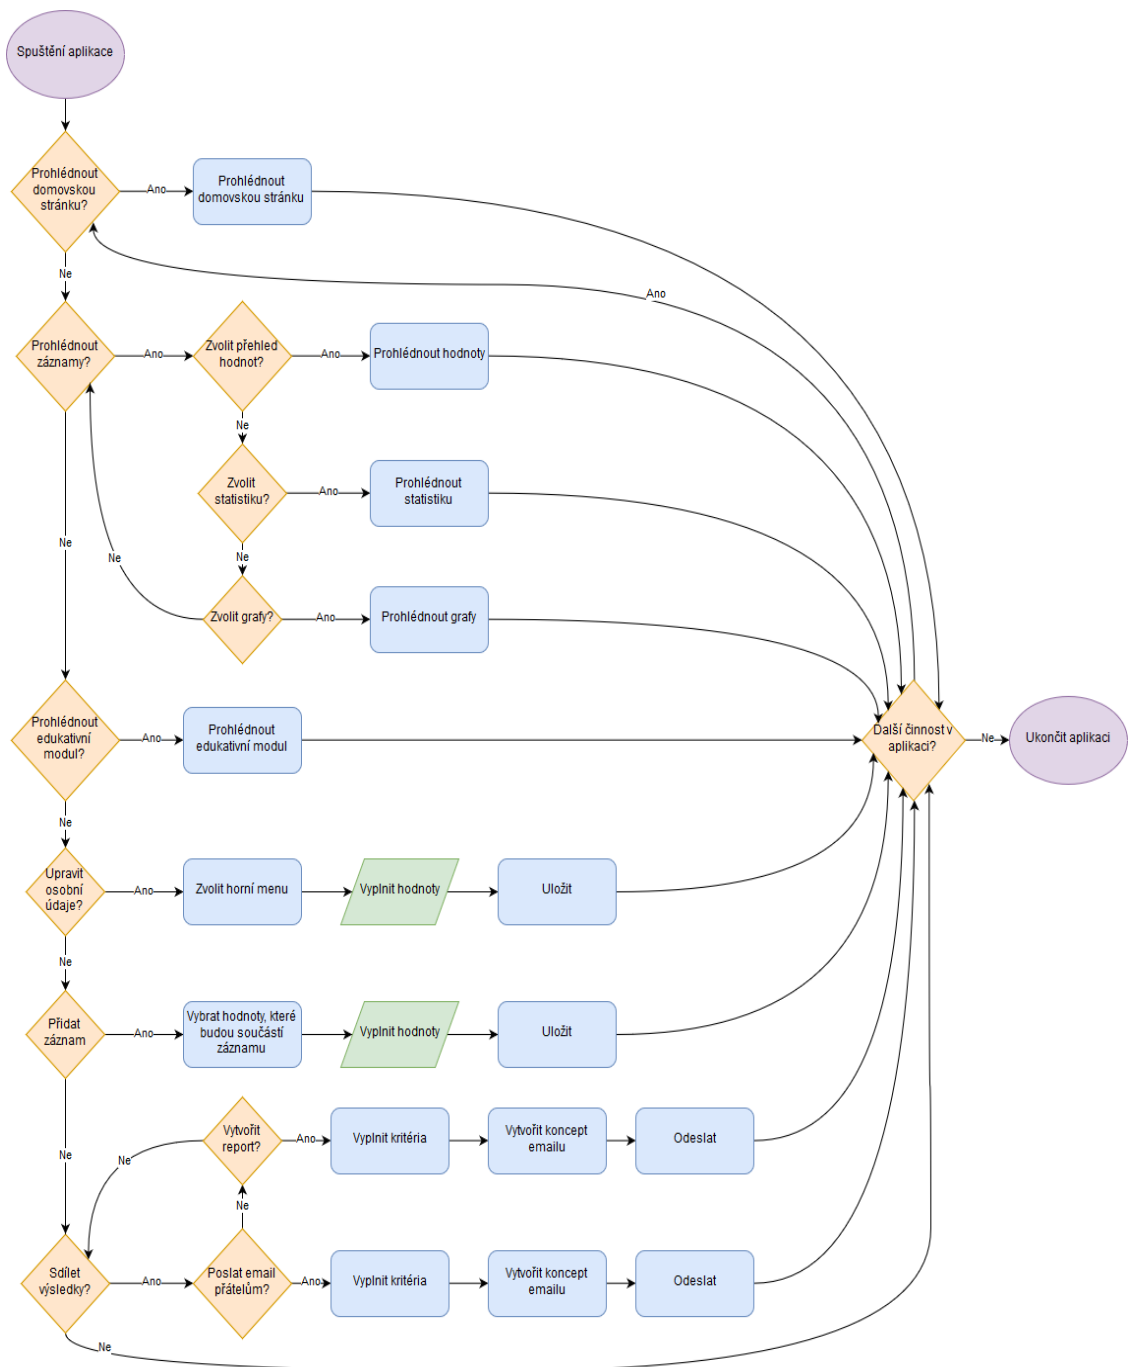 Spuštění aplikace
Prohlédnout
domovskou
stránku?
Ano
Prohlédnout
domovskou stránku
Ne
Ano
Prohlédnout
záznamy?
Ano
Zvolit přehled
hodnot?
Ano
Prohlédnout hodnoty
Ne
Zvolit
statistiku?
Ano
Prohlédnout
statistiku
Ne
Ne
Ne
Zvolit grafy?
Ano
Prohlédnout grafy
Prohlédnout
edukativní
modul?
Ano
Prohlédnout
edukativní modul
Další činnost v
aplikaci?
Ne
Ukončit aplikaci
Ne
Upravit
osobní
údaje?
Ano
Zvolit horní menu
Vyplnit hodnoty
Uložit
Ne
Přidat
záznam
Ano
Vybrat hodnoty, které
budou součástí
záznamu
Vyplnit hodnoty
Uložit
Ne
Ne
Vytvořit
report?
Ano
Vyplnit kritéria
Vytvořit koncept
emailu
Odeslat
Ne
Sdílet
výsledky?
Ano
Poslat email
přátelům?
Ano
Vyplnit kritéria
Vytvořit koncept
emailu
Odeslat
Ne